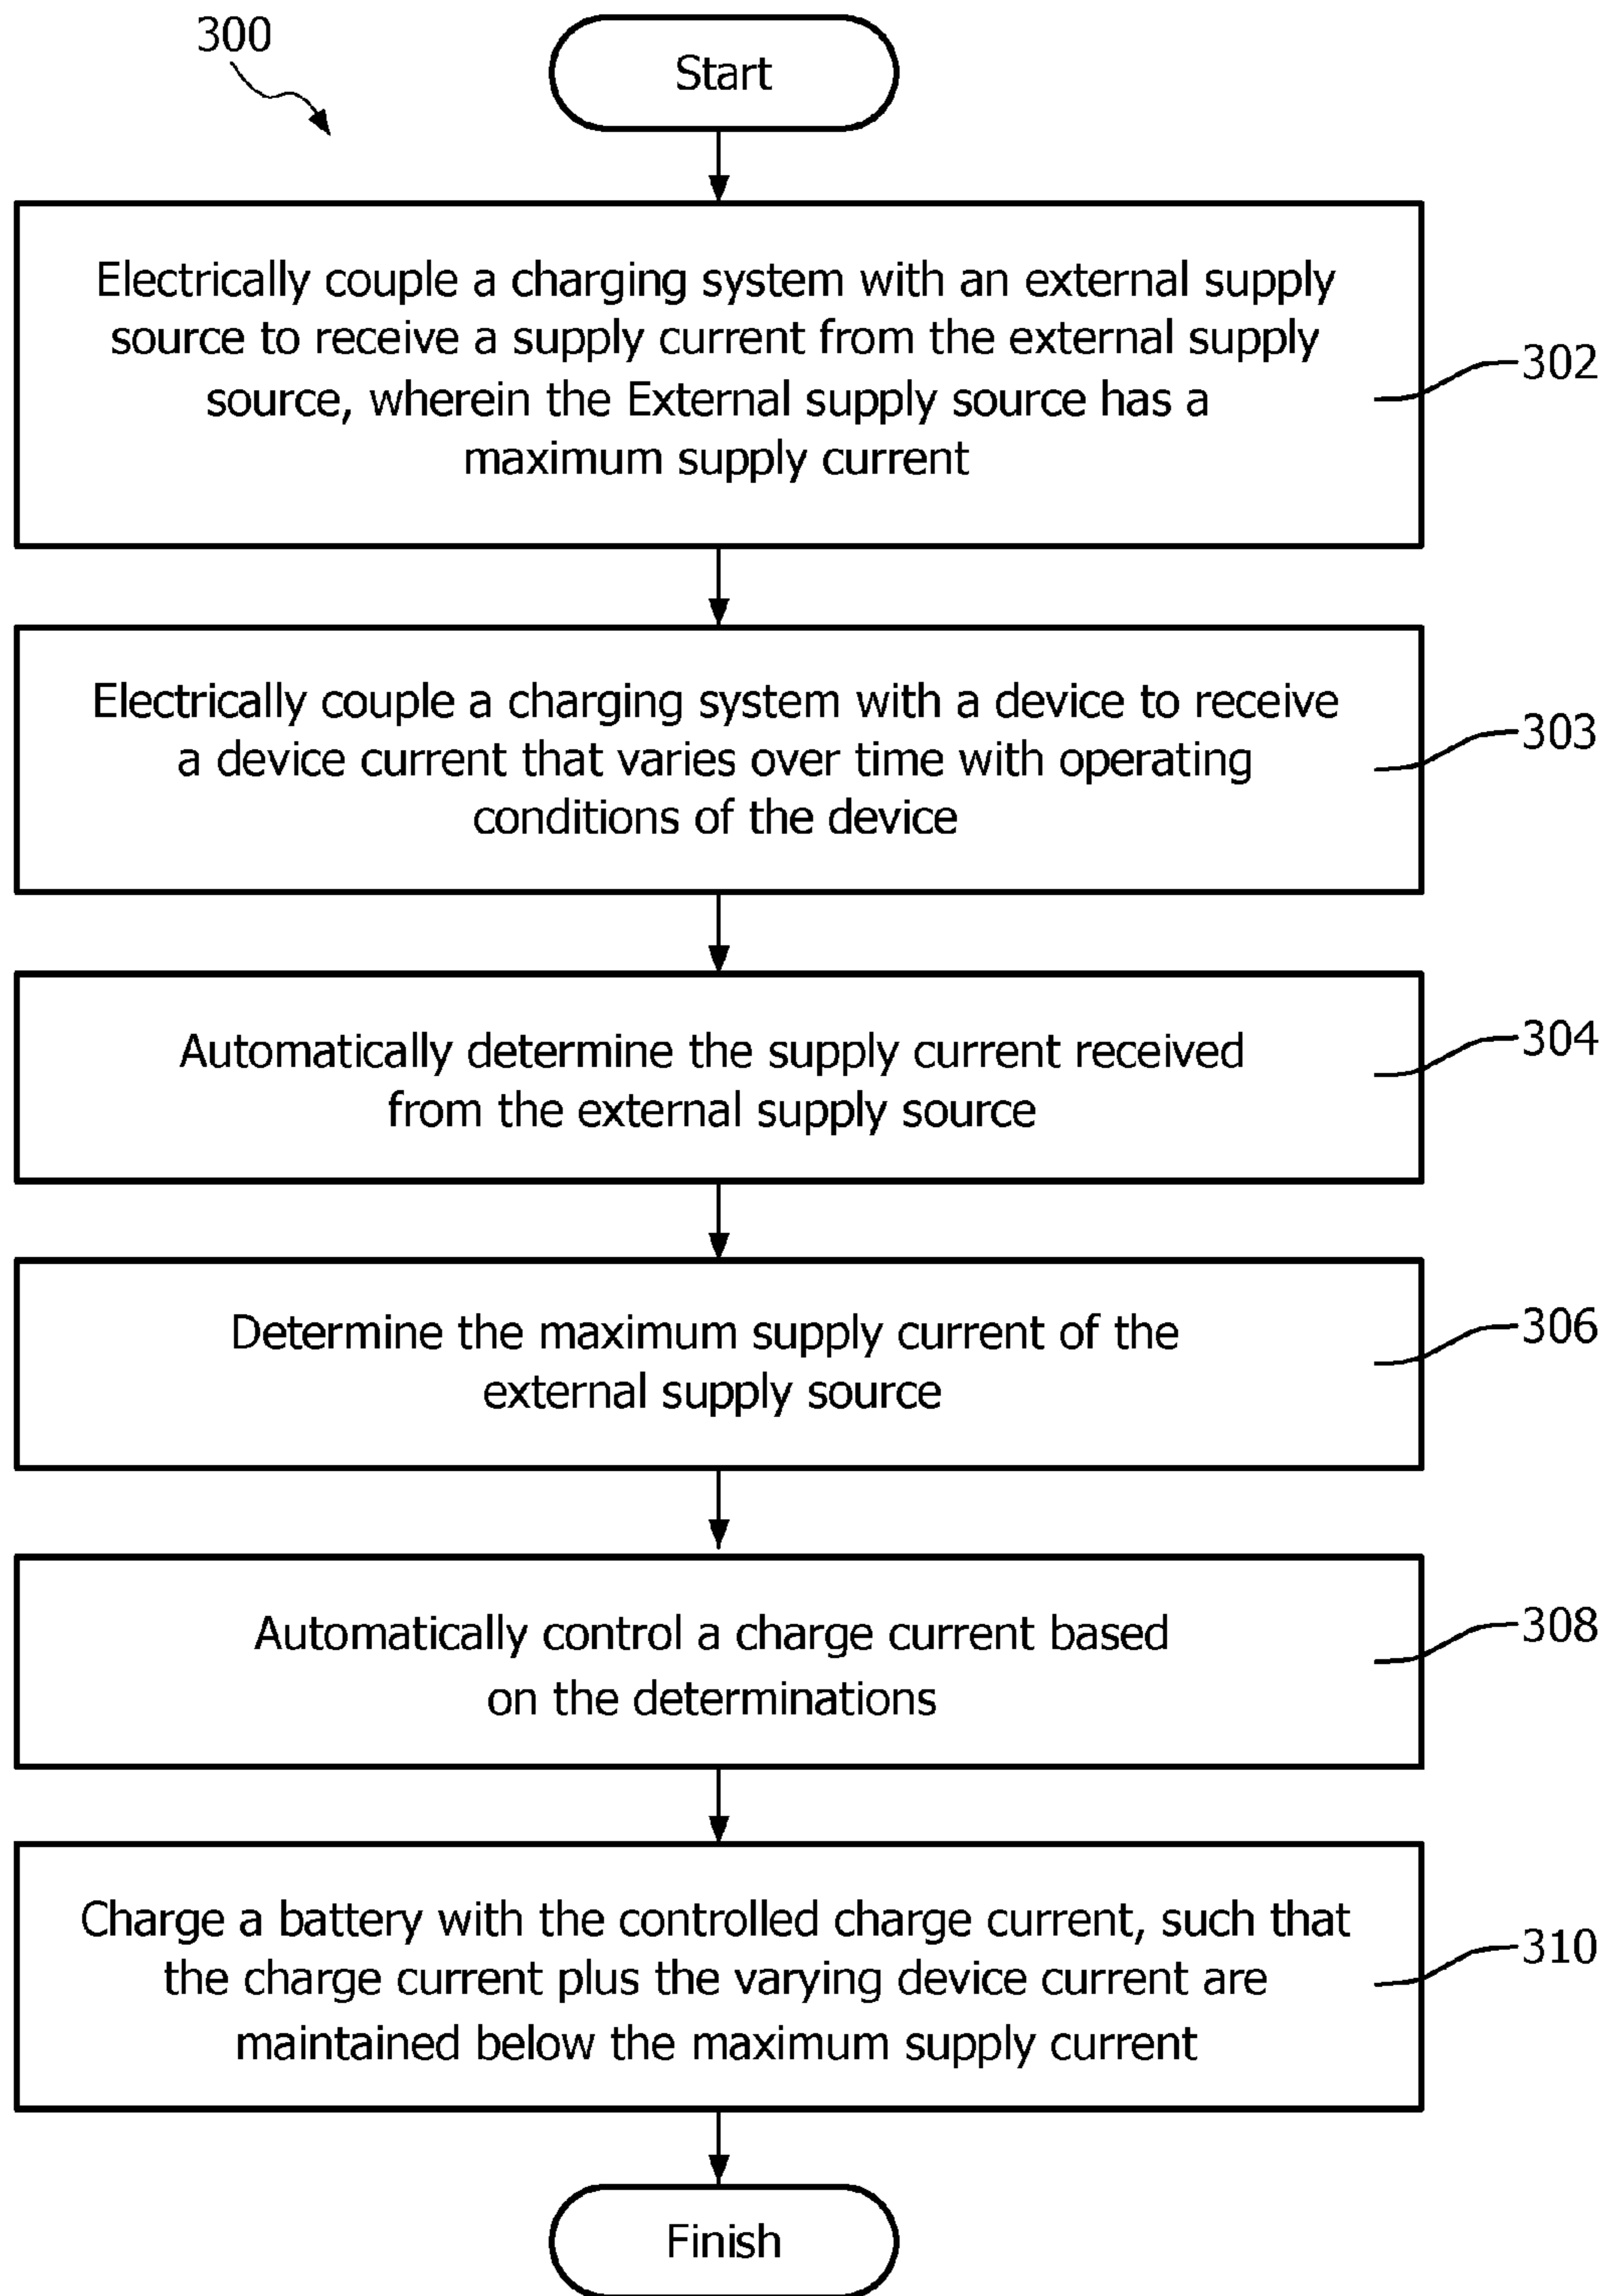 300
Start
Electrically couple a charging system with an external supply
source to receive a supply current from the external supply
source, wherein the External supply source has a
maximum supply current
302
Electrically couple a charging system with a device to receive
a device current that varies over time with operating
conditions of the device
303
Automatically determine the supply current received
from the external supply source
304
Determine the maximum supply current of the
external supply source
306
Automatically control a charge current based
on the determinations
308
Charge a battery with the controlled charge current, such that
the charge current plus the varying device current are
maintained below the maximum supply current
310
Finish